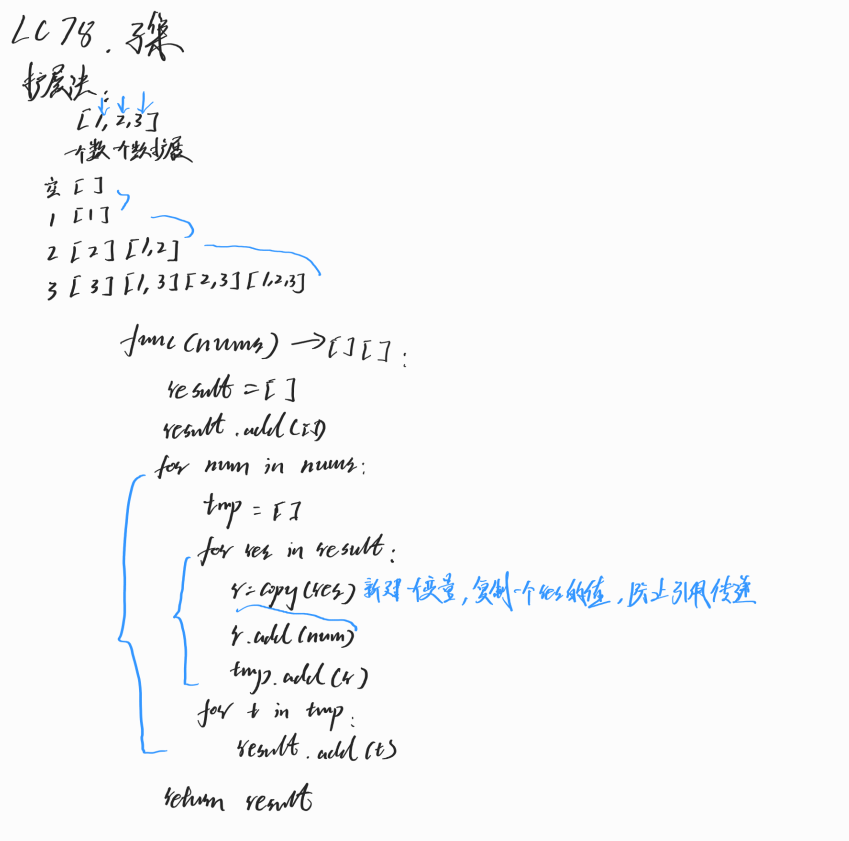 LC78. 子集
扩展法:
[1,2,3]
一个数一个数扩展
空 []
1 [1]
2 [2] [1,2]
3 [3] [1,3] [2,3] [1,2,3]
func(nums) → [][]:
result = []
result.add([])
for num in nums:
tmp = []
for res in result:
r = copy(res) 新建一个变量,复制一个res的值,防止引用传递
r.add(num)
tmp.add(r)
for t in tmp:
result.add(t)
return result